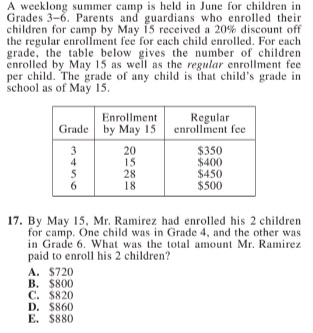 A weeklong summer camp is held in June for children in
Grades 3–6. Parents and guardians who enrolled their
children for camp by May 15 received a 20% discount off
the regular enrollment fee for each child enrolled. For each
grade, the table below gives the number of children
enrolled by May 15 as well as the regular enrollment fee
per child. The grade of any child is that child's grade in
school as of May 15.
Grade Enrollment by May 15 Regular enrollment fee
3 20 $350
4 15 $400
5 28 $450
6 18 $500
17. By May 15, Mr. Ramirez had enrolled his 2 children
for camp. One child was in Grade 4, and the other was
in Grade 6. What was the total amount Mr. Ramirez
paid to enroll his 2 children?
A. $720
B. $800
C. $820
D. $860
E. $880